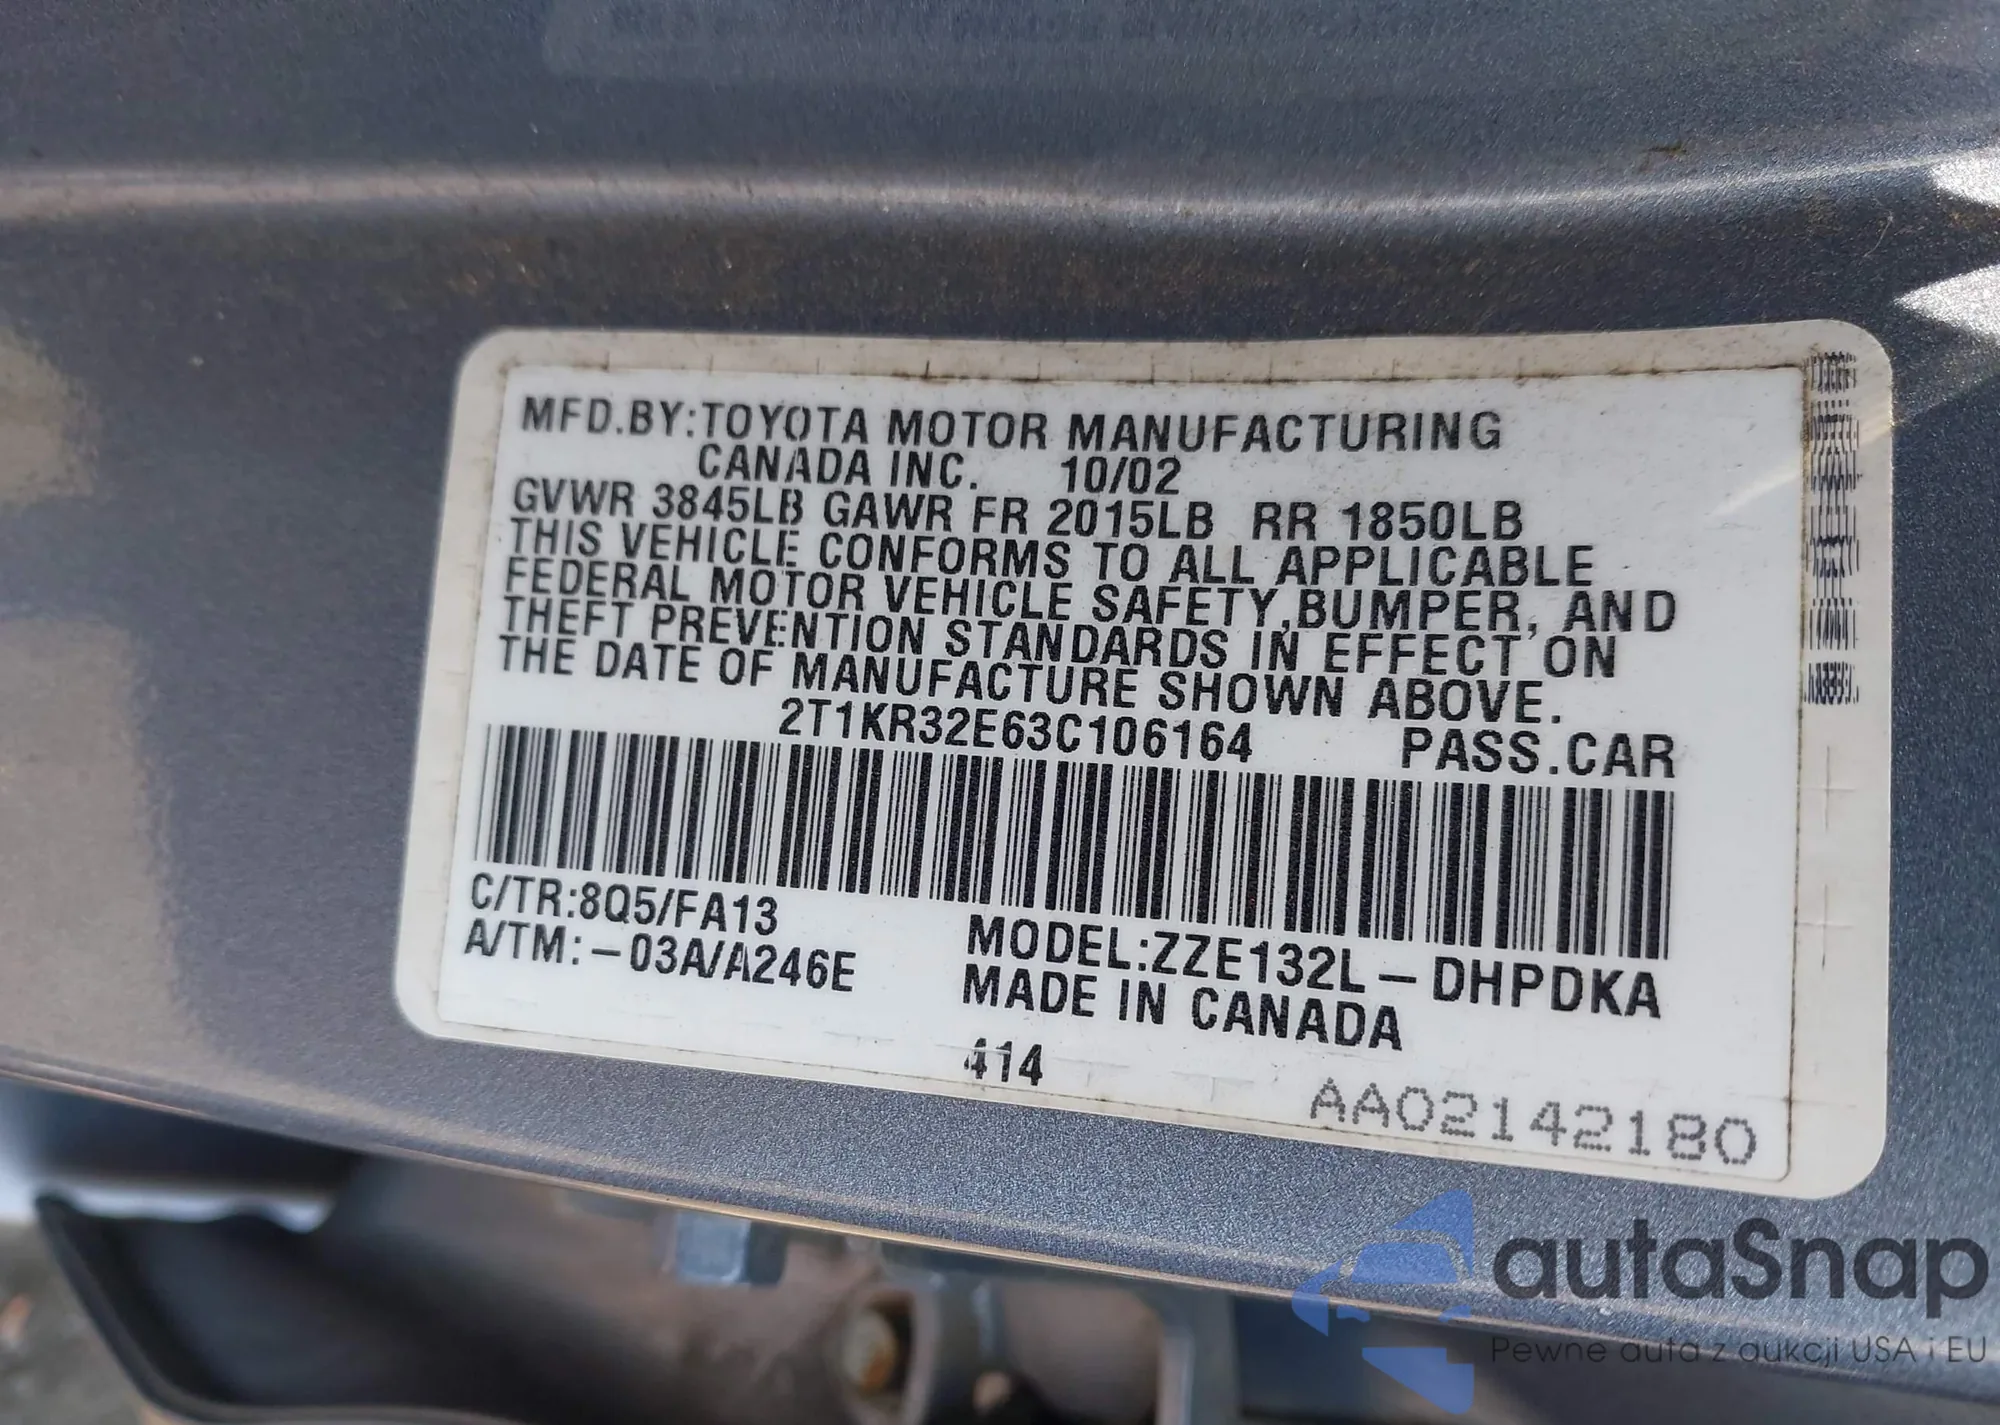 MFD.BY:TOYOTA MOTOR MANUFACTURING
CANADA INC. 10/02
GVWR 3845LB GAWR FR 2015LB RR 1850LB
THIS VEHICLE CONFORMS TO ALL APPLICABLE
FEDERAL MOTOR VEHICLE SAFETY,BUMPER, AND
THEFT PREVENTION STANDARDS IN EFFECT ON
THE DATE OF MANUFACTURE SHOWN ABOVE.
2T1KR32E63C106164 PASS.CAR
C/TR:8Q5/FA13
A/TM:-03A/A246E
MODEL:ZZE132L-DHPDKA
MADE IN CANADA
414
AA02142180
autaSnap
Pewne auta z aukcji USA i EU